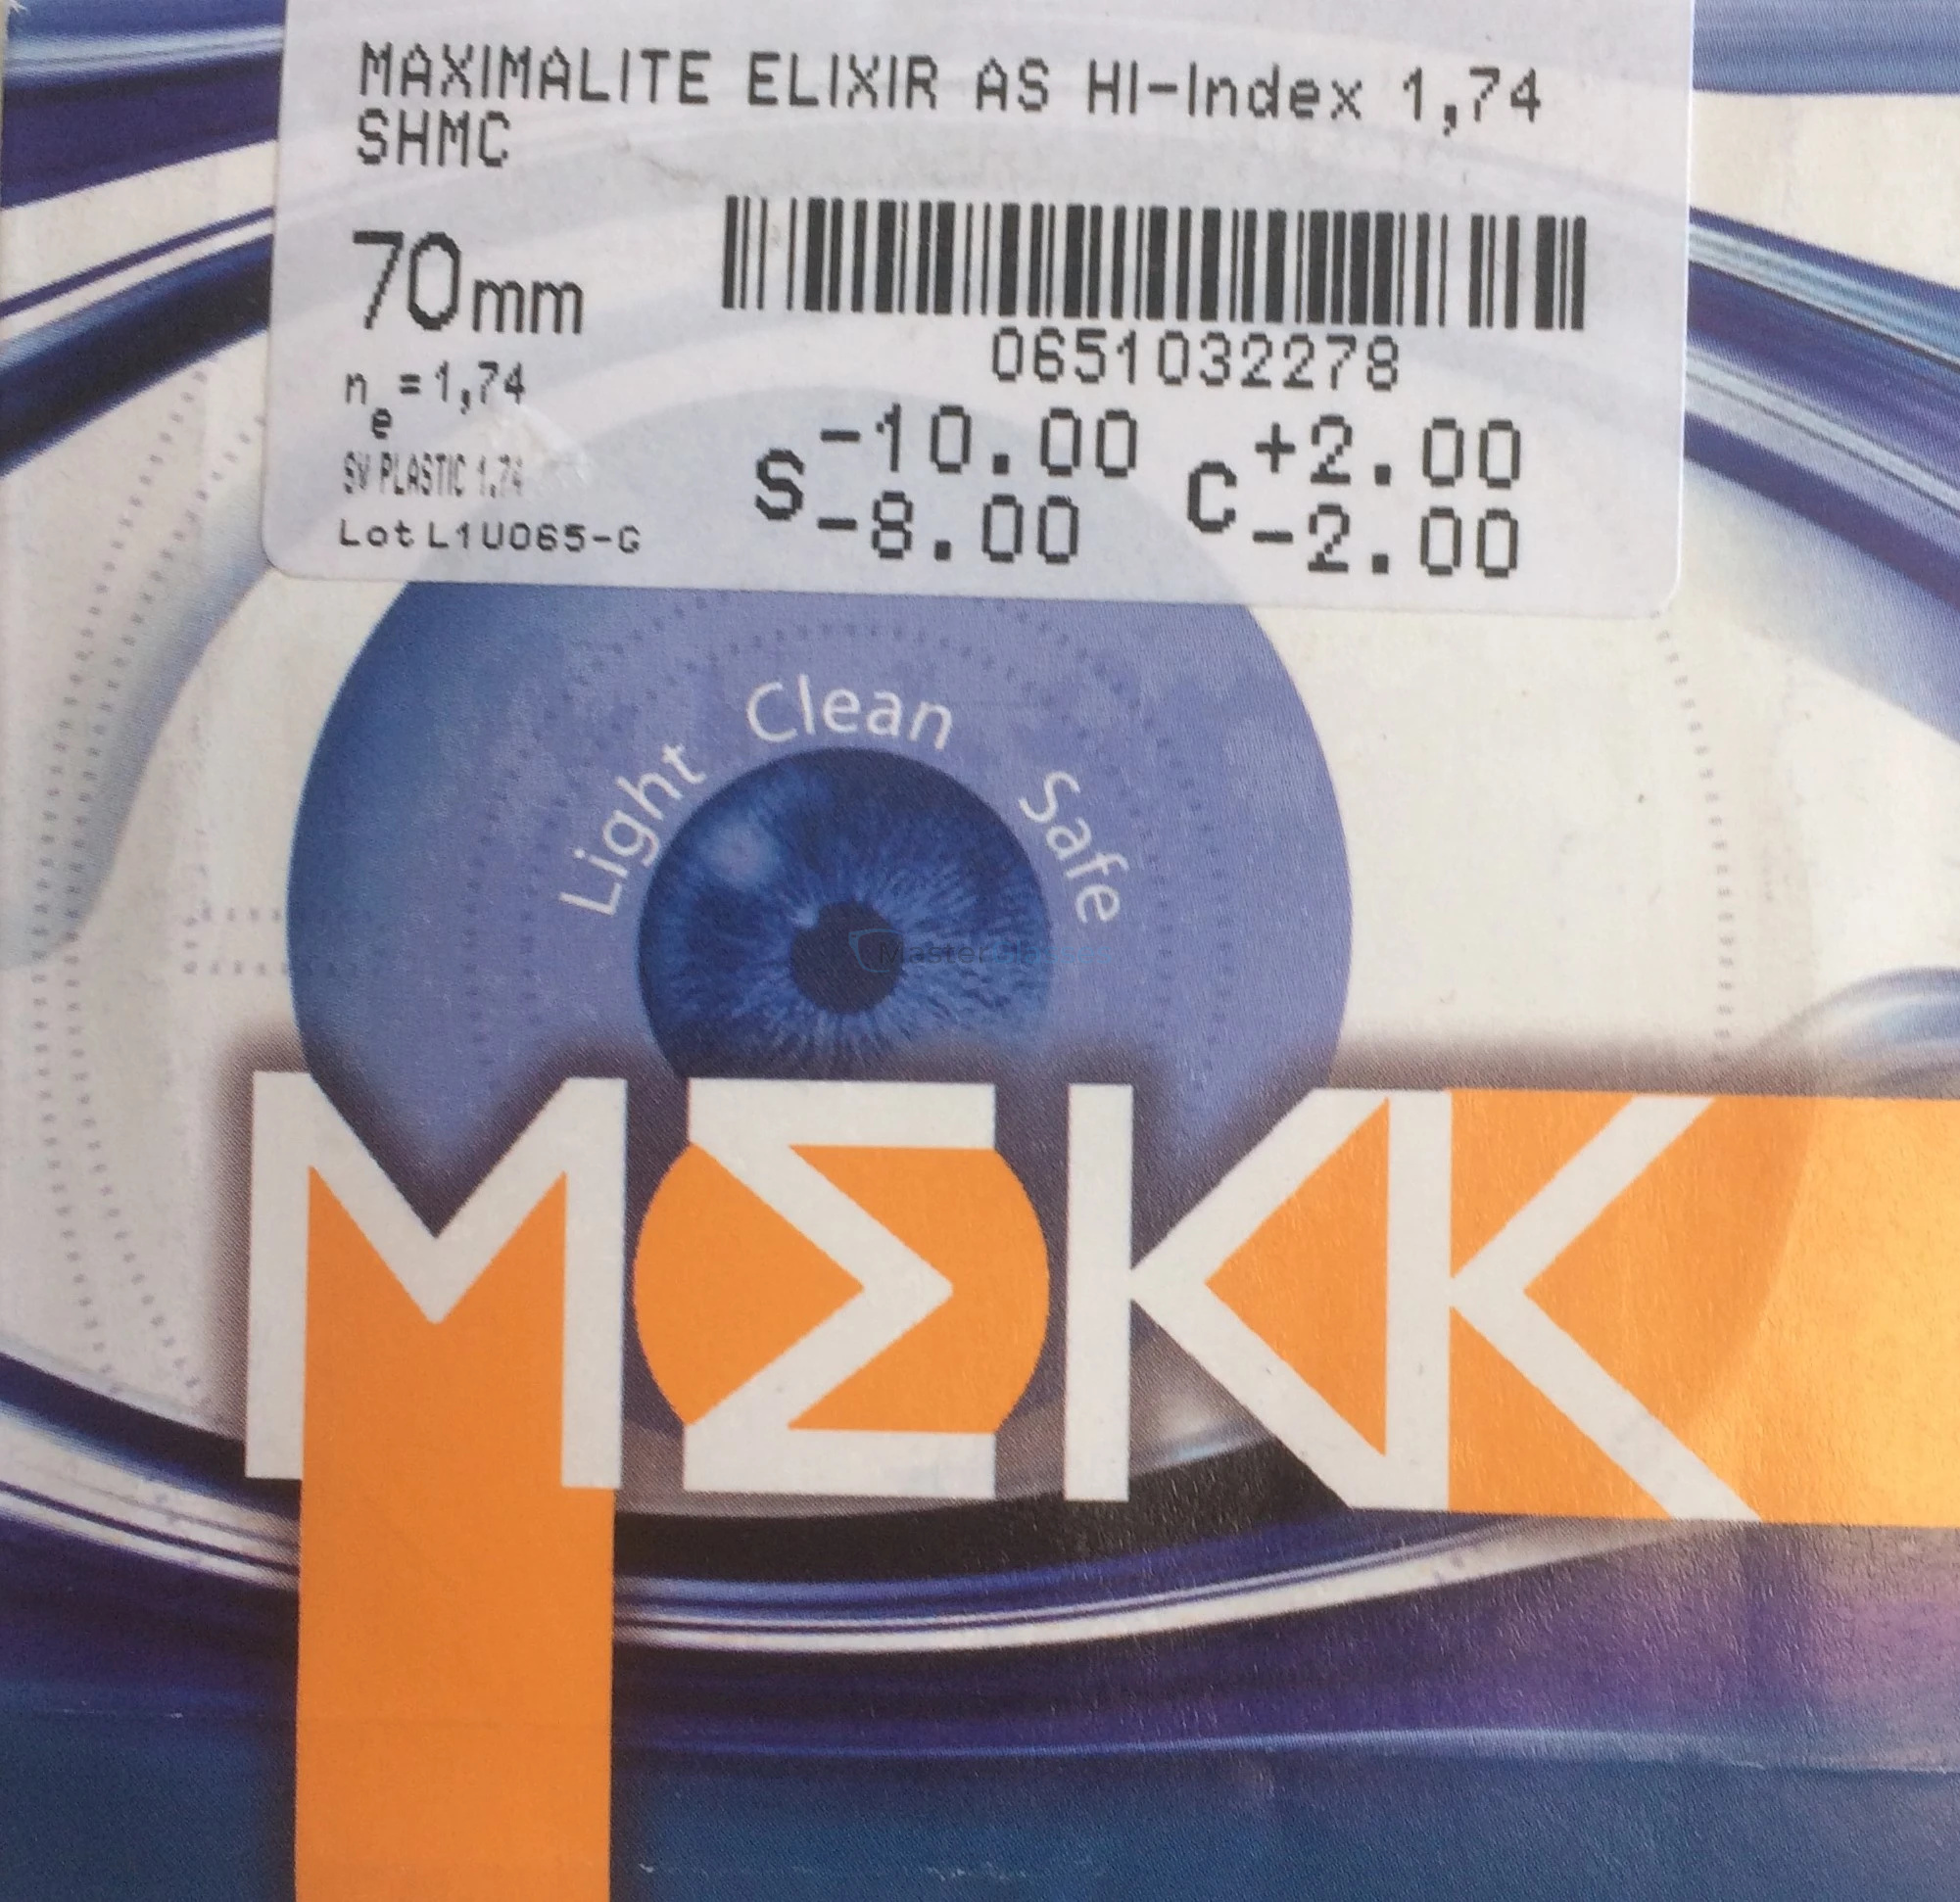 MAXIMALITE ELIXIR AS HI-Index 1,74
SHMC
70mm
0651032278
ne=1,74
SV PLASTIC 1.74
Lot L1U065-G
S -10.00 C +2.00
-8.00 -2.00
Light Clean Safe
MΣKK